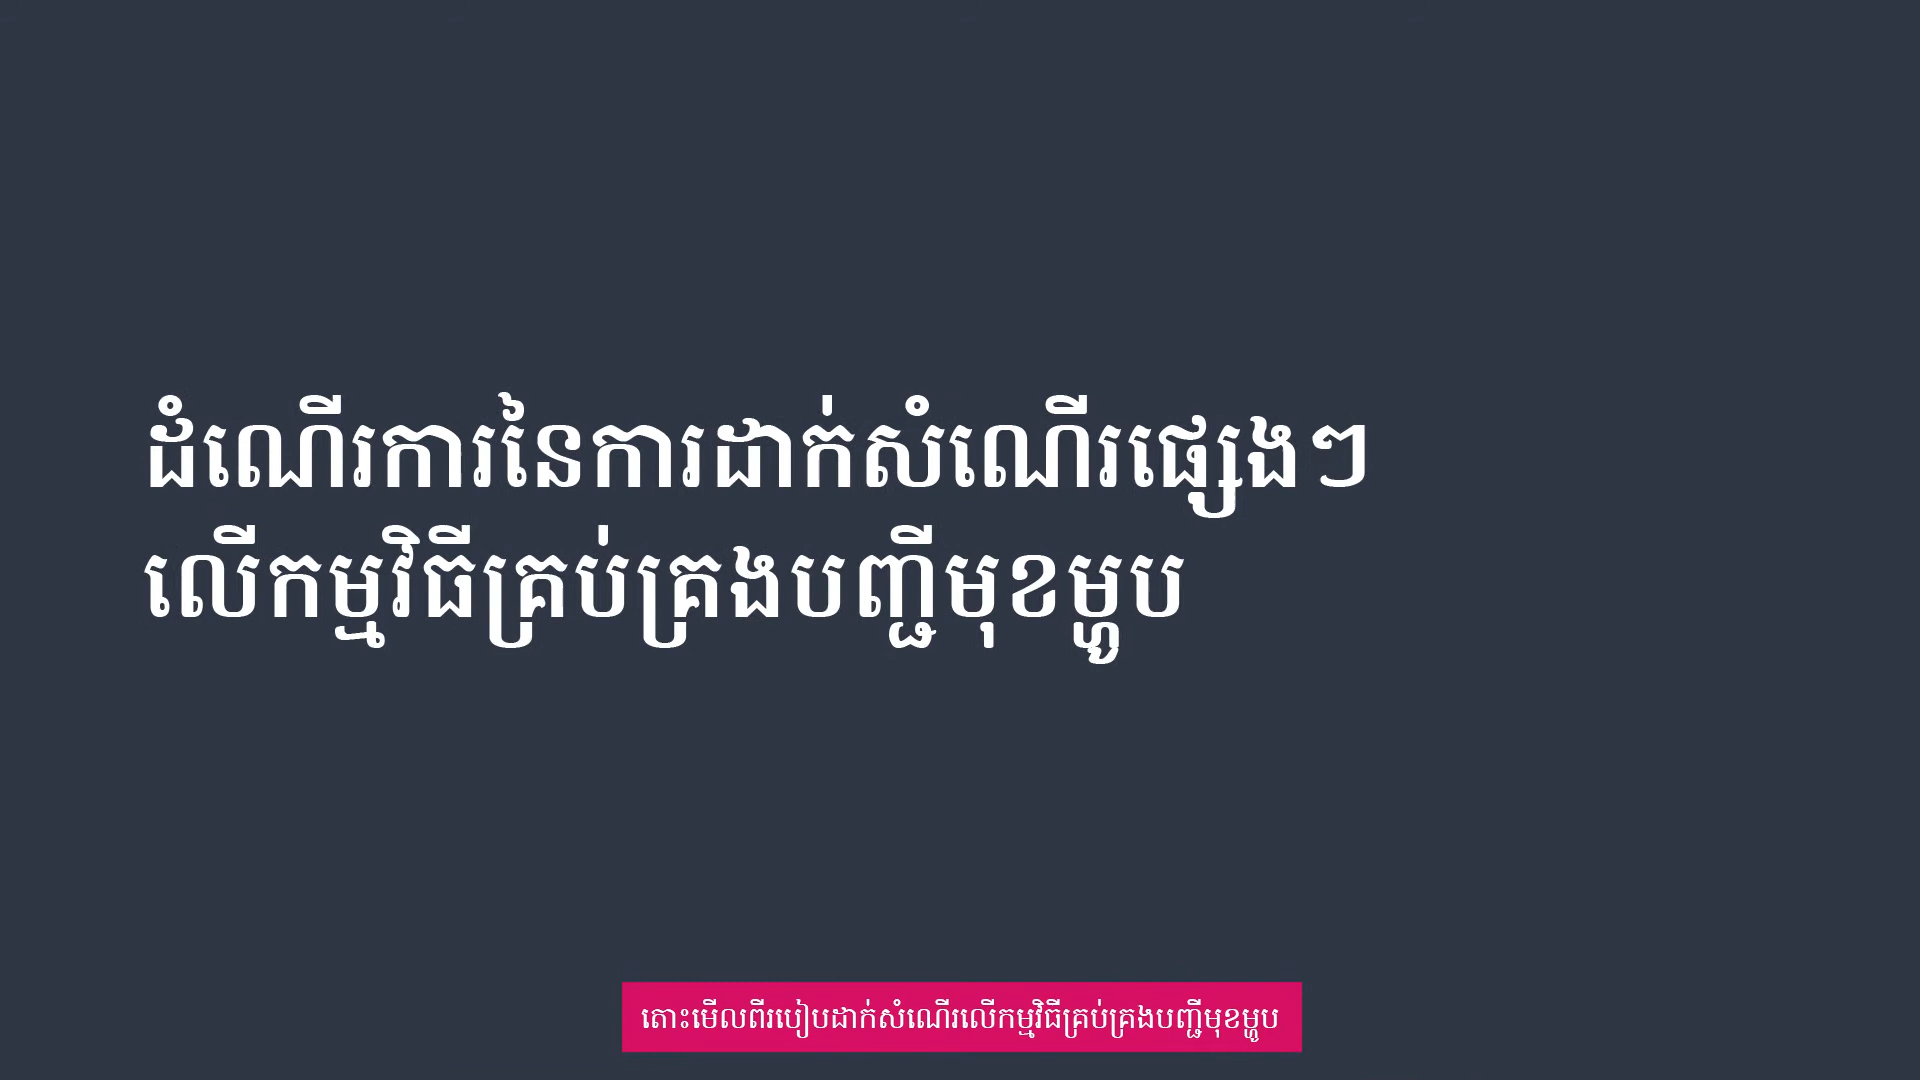 ដំណើរការនៃការដាក់សំណើរផ្សេងៗ
លើកម្មវិធីគ្រប់គ្រងបញ្ជីមុខម្ហូប
តោះមើលពីរបៀបដាក់សំណើរលើកម្មវិធីគ្រប់គ្រងបញ្ជីមុខម្ហូប